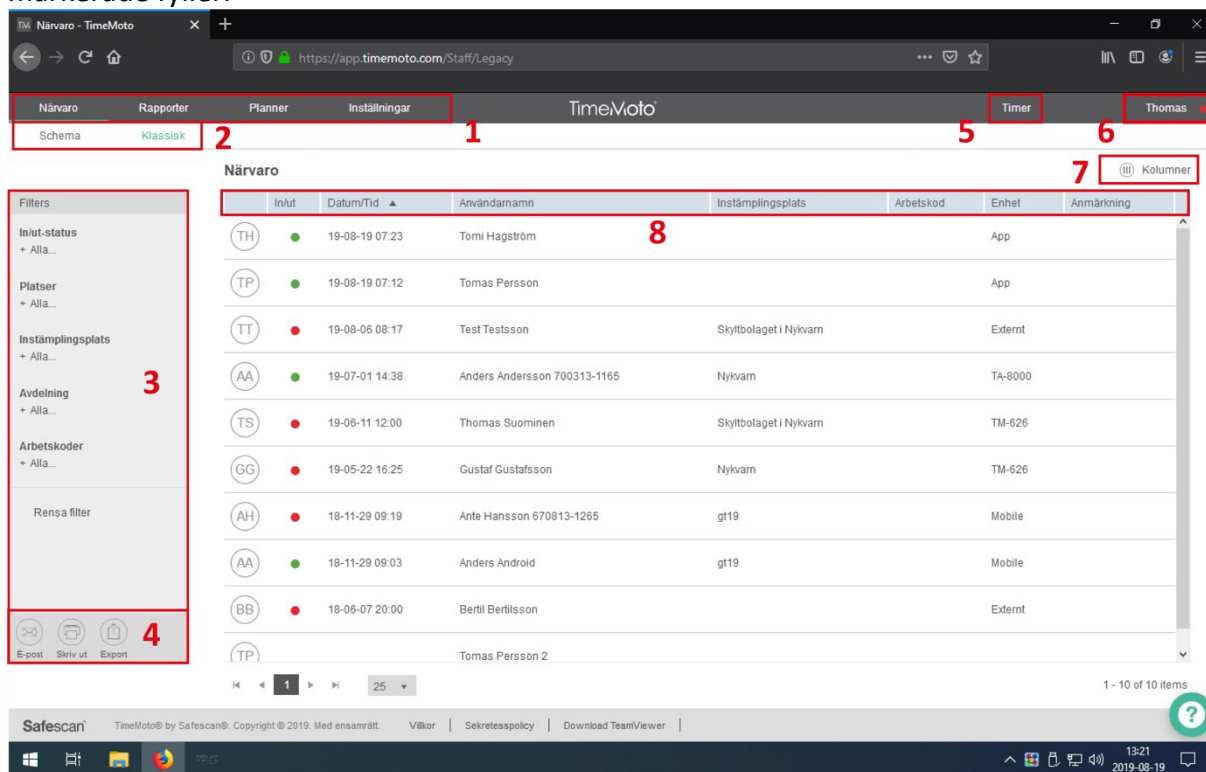 Närvaro - TimeMoto
https://app.timemoto.com/Staff/Legacy
Närvaro Rapporter Planner Inställningar TimeMoto Timer Thomas
Schema Klassisk 2 1 5 6
Närvaro 7 Kolumner
Filters In/ut Datum/Tid Användarnamn Instämplingsplats Arbetskod Enhet Anmärkning
8
In/ut-status
+ Alla...
Platser
+ Alla...
Instämplingsplats
+ Alla...
3
Avdelning
+ Alla...
Arbetskoder
+ Alla...
Rensa filter
4
E-post Skriv ut Export
TH 19-08-19 07:23 Tomi Hagström App
TP 19-08-19 07:12 Tomas Persson App
TT 19-08-06 08:17 Test Testsson Skyltbolaget i Nykvarn Externt
AA 19-07-01 14:38 Anders Andersson 700313-1165 Nykvarn TA-8000
TS 19-06-11 12:00 Thomas Suominen Skyltbolaget i Nykvarn TM-626
GG 19-05-22 16:25 Gustaf Gustafsson Nykvarn TM-626
AH 18-11-29 09:19 Ante Hansson 670813-1265 gt19 Mobile
AA 18-11-29 09:03 Anders Android gt19 Mobile
BB 18-06-07 20:00 Bertil Bertilsson Externt
TP Tomas Persson 2
1 25 1 - 10 of 10 items
Safescan TimeMoto® by Safescan®. Copyright © 2019. Med ensamrätt. Villkor | Sekretesspolicy | Download TeamViewer | ?
13:21
2019-08-19